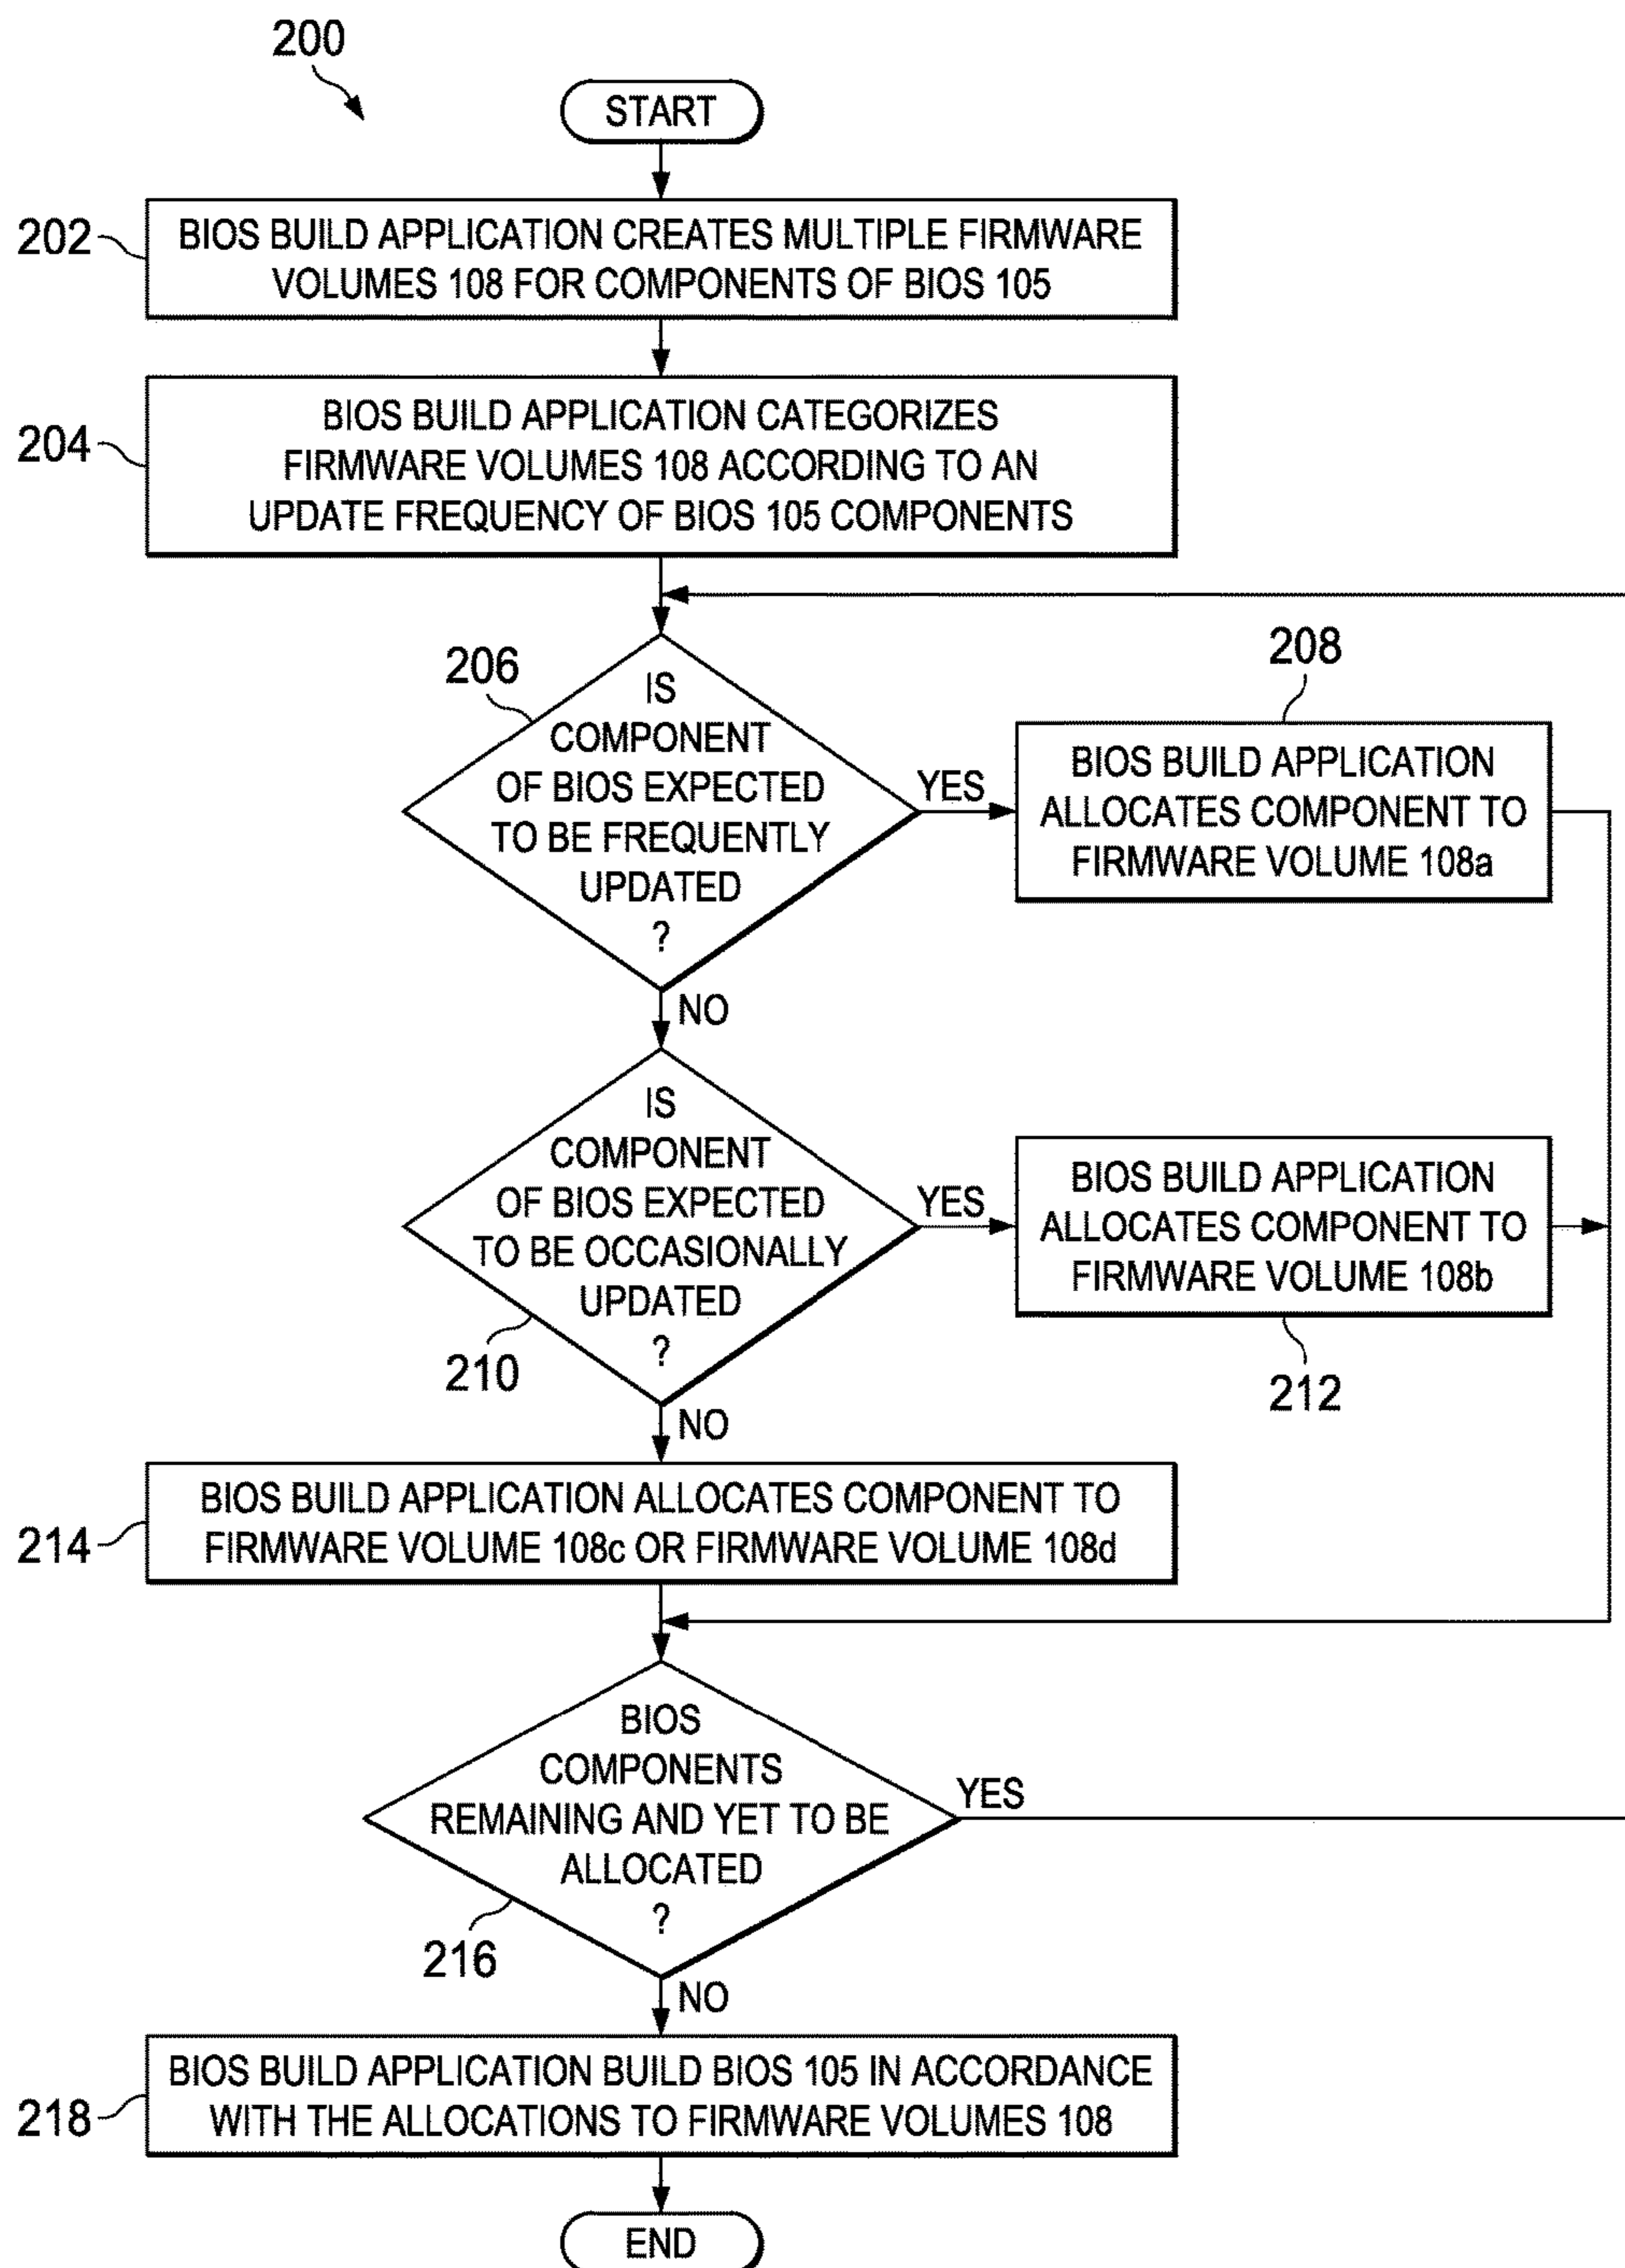 200
START
202
BIOS BUILD APPLICATION CREATES MULTIPLE FIRMWARE
VOLUMES 108 FOR COMPONENTS OF BIOS 105
204
BIOS BUILD APPLICATION CATEGORIZES
FIRMWARE VOLUMES 108 ACCORDING TO AN
UPDATE FREQUENCY OF BIOS 105 COMPONENTS
206
IS
COMPONENT
OF BIOS EXPECTED
TO BE FREQUENTLY
UPDATED
?
YES
208
BIOS BUILD APPLICATION
ALLOCATES COMPONENT TO
FIRMWARE VOLUME 108a
NO
IS
COMPONENT
OF BIOS EXPECTED
TO BE OCCASIONALLY
UPDATED
?
210
YES
BIOS BUILD APPLICATION
ALLOCATES COMPONENT TO
FIRMWARE VOLUME 108b
212
NO
214
BIOS BUILD APPLICATION ALLOCATES COMPONENT TO
FIRMWARE VOLUME 108c OR FIRMWARE VOLUME 108d
BIOS
COMPONENTS
REMAINING AND YET TO BE
ALLOCATED
?
216
YES
NO
218
BIOS BUILD APPLICATION BUILD BIOS 105 IN ACCORDANCE
WITH THE ALLOCATIONS TO FIRMWARE VOLUMES 108
END